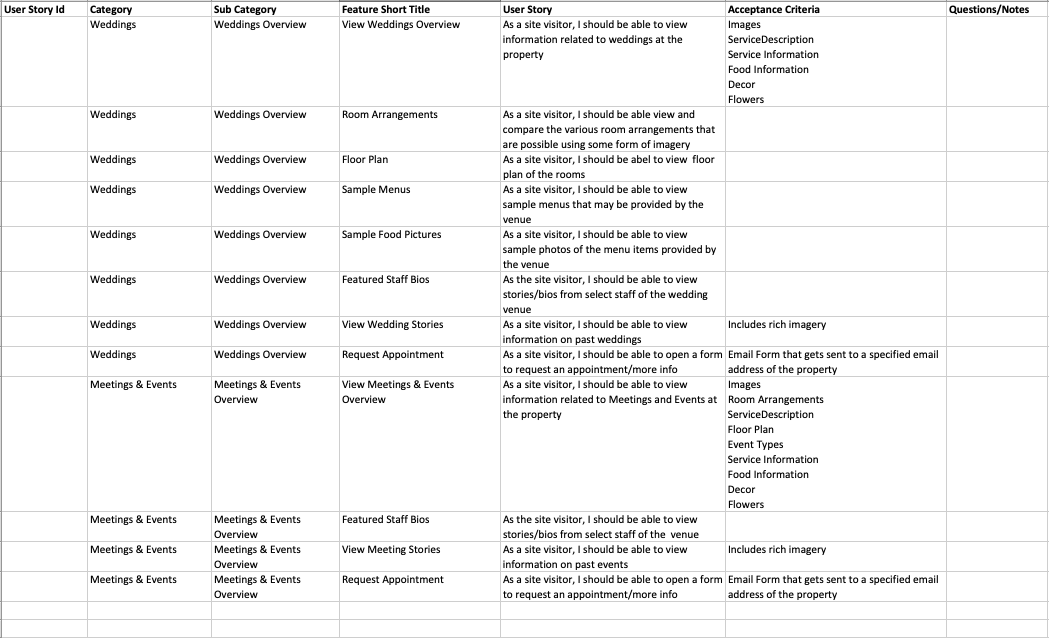 User Story Id Category Sub Category Feature Short Title User Story Acceptance Criteria Questions/Notes
Weddings Weddings Overview View Weddings Overview As a site visitor, I should be able to view Images
information related to weddings at the ServiceDescription
property Service Information
Food Information
Decor
Flowers
Weddings Weddings Overview Room Arrangements As a site visitor, I should be able view and
compare the various room arrangements that
are possible using some form of imagery
Weddings Weddings Overview Floor Plan As a site visitor, I should be abel to view floor
plan of the rooms
Weddings Weddings Overview Sample Menus As a site visitor, I should be able to view
sample menus that may be provided by the
venue
Weddings Weddings Overview Sample Food Pictures As a site visitor, I should be able to view
sample photos of the menu items provided by
the venue
Weddings Weddings Overview Featured Staff Bios As the site visitor, I should be able to view
stories/bios from select staff of the wedding
venue
Weddings Weddings Overview View Wedding Stories As a site visitor, I should be able to view Includes rich imagery
information on past weddings
Weddings Weddings Overview Request Appointment As a site visitor, I should be able to open a form Email Form that gets sent to a specified email
to request an appointment/more info address of the property
Meetings & Events Meetings & Events View Meetings & Events As a site visitor, I should be able to view Images
Overview Overview information related to Meetings and Events at Room Arrangements
the property ServiceDescription
Floor Plan
Event Types
Service Information
Food Information
Decor
Flowers
Meetings & Events Meetings & Events Featured Staff Bios As the site visitor, I should be able to view
Overview stories/bios from select staff of the venue
Meetings & Events Meetings & Events View Meeting Stories As a site visitor, I should be able to view Includes rich imagery
Overview information on past events
Meetings & Events Meetings & Events Request Appointment As a site visitor, I should be able to open a form Email Form that gets sent to a specified email
Overview to request an appointment/more info address of the property